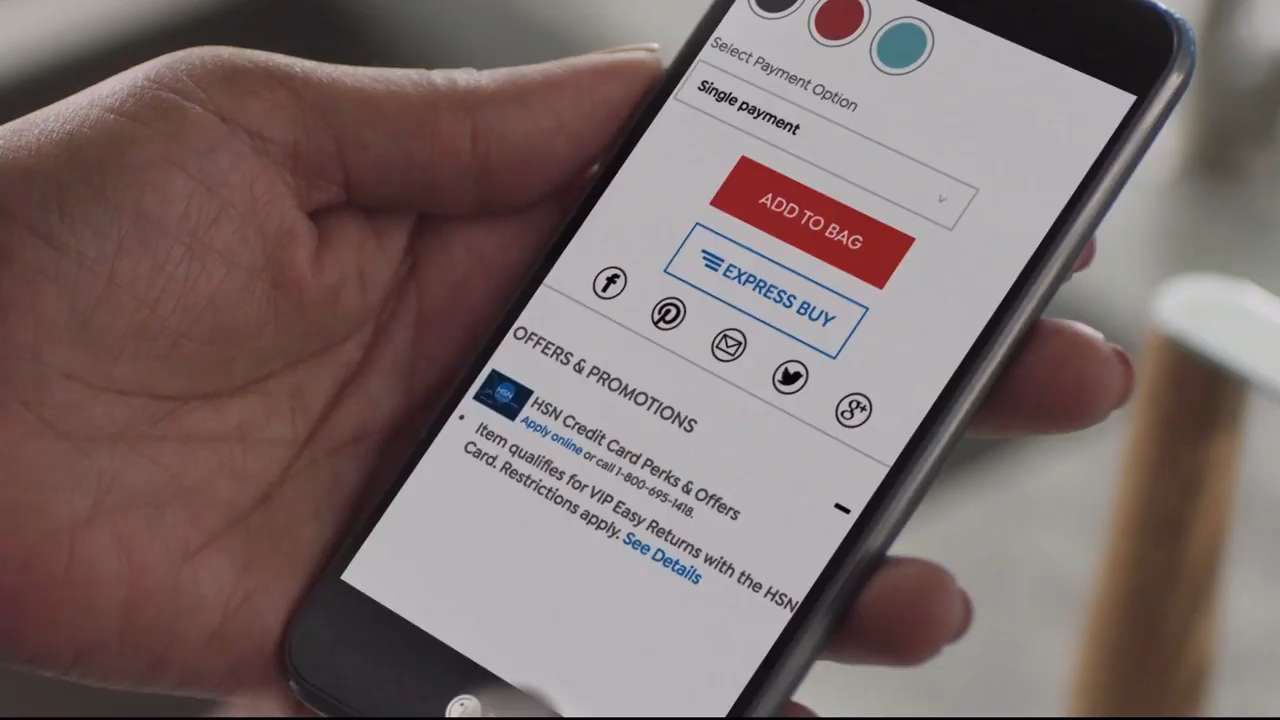 Select Payment Option
Single payment
ADD TO BAG
EXPRESS BUY
OFFERS & PROMOTIONS
HSN
HSN Credit Card Perks & Offers
Apply online or call 1-800-695-1418.
Item qualifies for VIP Easy Returns with the HSN
Card. Restrictions apply. See Details